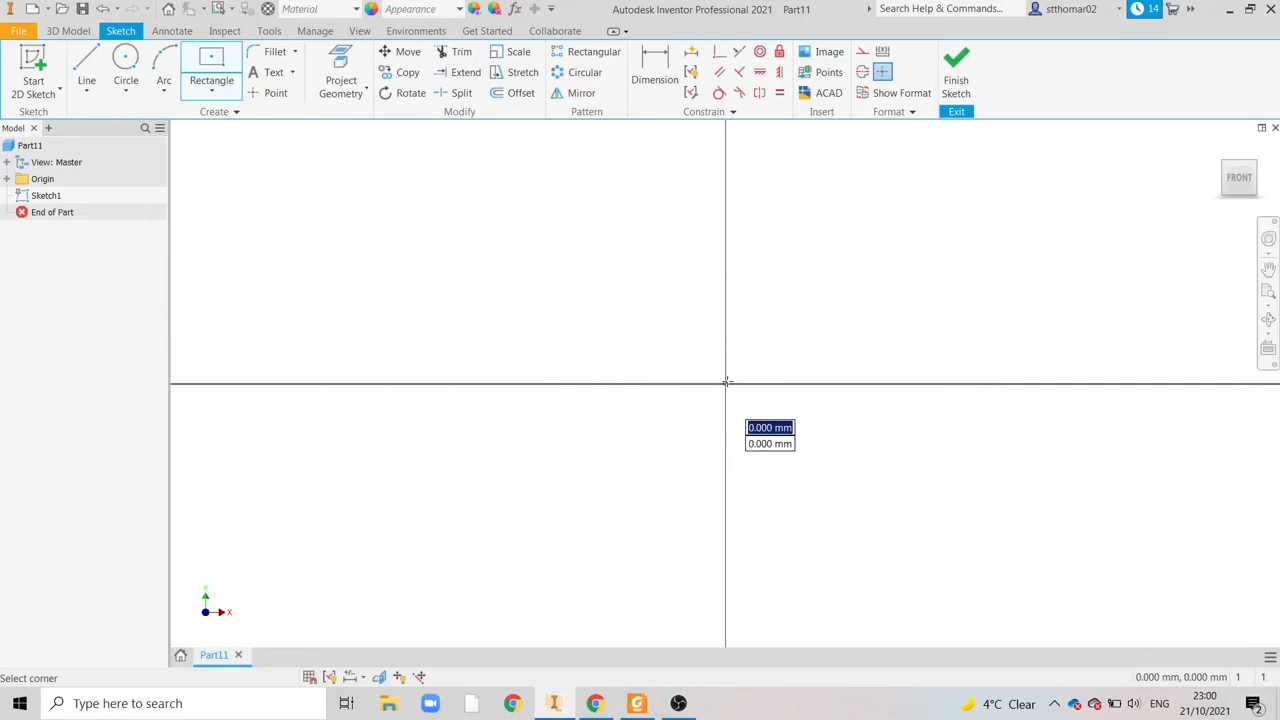 Material
Appearance
Autodesk Inventor Professional 2021 Part11
Search Help & Commands...
stthomar02
14
File
3D Model
Sketch
Annotate
Inspect
Tools
Manage
View
Environments
Get Started
Collaborate
Start
2D Sketch
Line
Circle
Arc
Rectangle
Fillet
Text
Point
Project
Geometry
Move
Copy
Rotate
Trim
Extend
Split
Scale
Stretch
Offset
Rectangular
Circular
Mirror
Dimension
Image
Points
ACAD
Show Format
Finish
Sketch
Sketch
Create
Modify
Pattern
Constrain
Insert
Format
Exit
Model
Part11
View: Master
Origin
Sketch1
End of Part
FRONT
0.000 mm
0.000 mm
Y
X
Part11
Select corner
0.000 mm, 0.000 mm
1
1
Type here to search
4°C Clear
ENG
23:00
21/10/2021
2